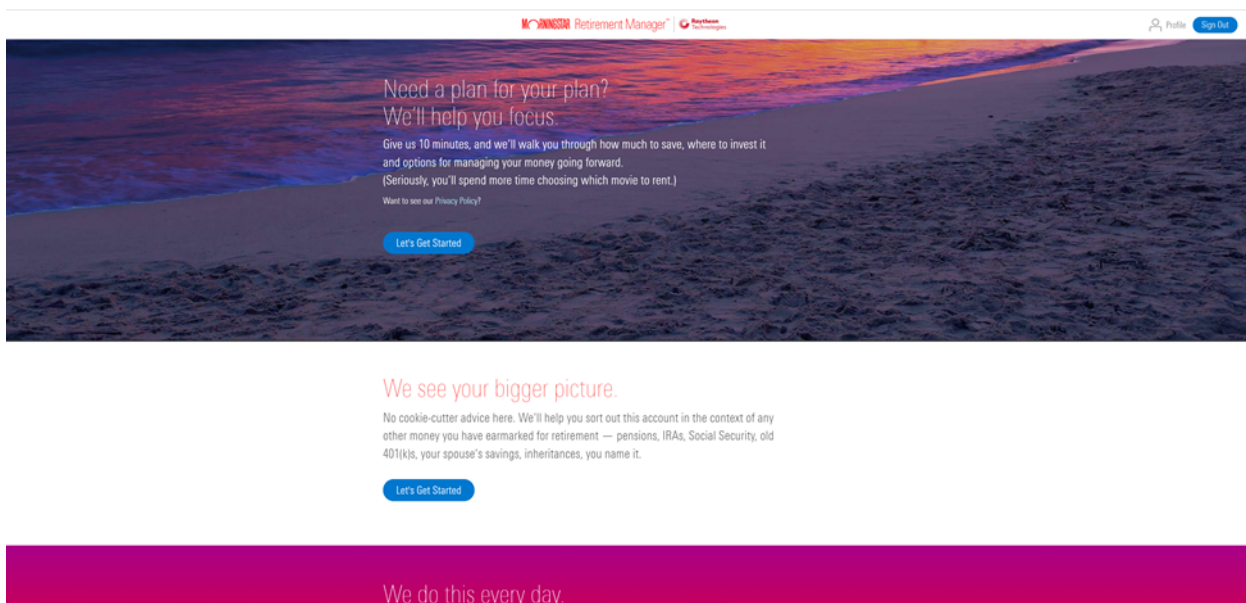 MORNINGSTAR Retirement Manager™ Raytheon Technologies Profile Sign Out
Need a plan for your plan?
We'll help you focus.
Give us 10 minutes, and we'll walk you through how much to save, where to invest it
and options for managing your money going forward.
(Seriously, you'll spend more time choosing which movie to rent.)
Want to see our Privacy Policy?
Let's Get Started
We see your bigger picture.
No cookie-cutter advice here. We'll help you sort out this account in the context of any
other money you have earmarked for retirement — pensions, IRAs, Social Security, old
401(k)s, your spouse's savings, inheritances, you name it.
Let's Get Started
We do this every day.